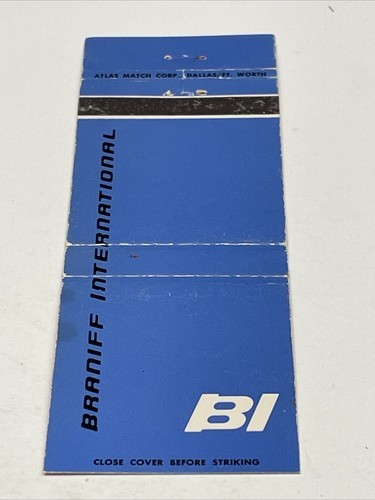 ATLAS MATCH CORP., DALLAS/FT. WORTH
BRANIFF INTERNATIONAL
BI
CLOSE COVER BEFORE STRIKING